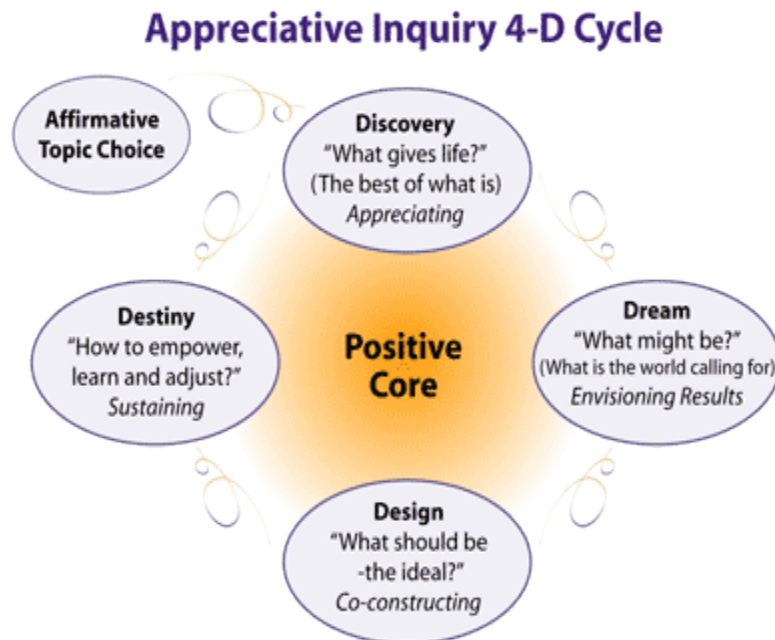 Appreciative Inquiry 4-D Cycle
Affirmative
Topic Choice
Discovery
“What gives life?”
(The best of what is)
Appreciating
Destiny
“How to empower,
learn and adjust?”
Sustaining
Positive
Core
Dream
“What might be?”
(What is the world calling for)
Envisioning Results
Design
“What should be
-the ideal?”
Co-constructing